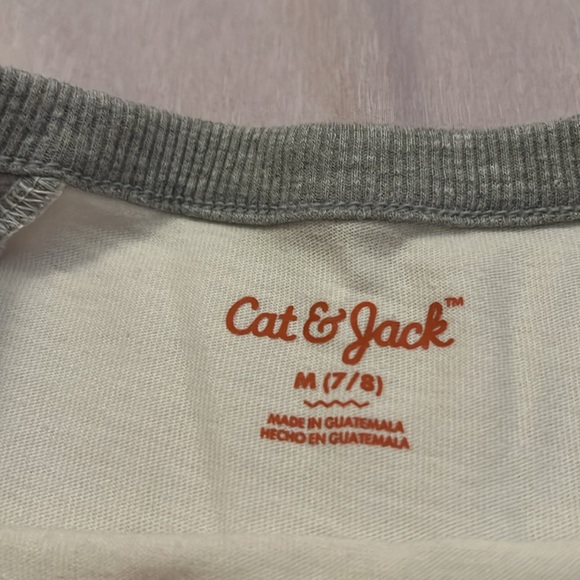 Cat & Jack™
M (7/8)
MADE IN GUATEMALA
HECHO EN GUATEMALA